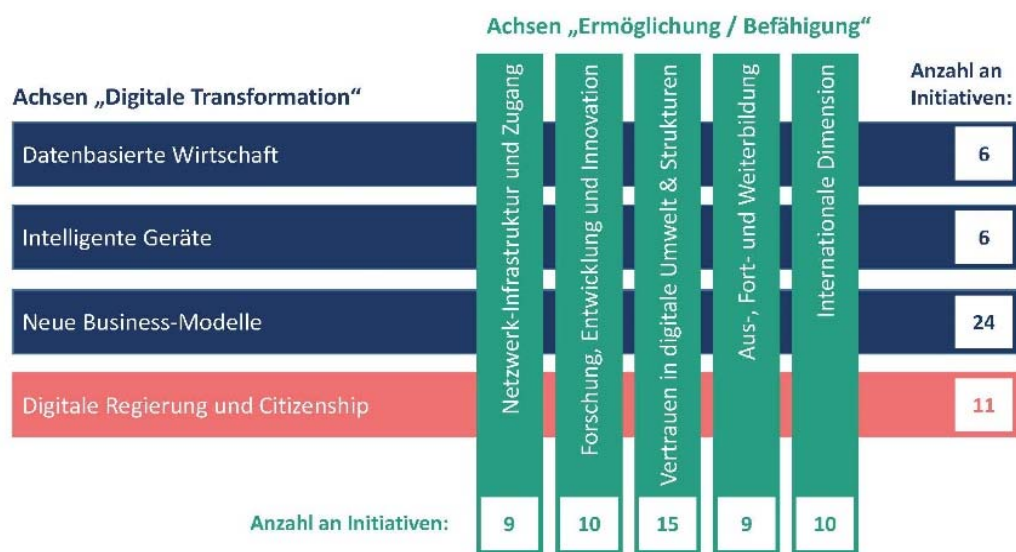 Achsen „Ermöglichung / Befähigung“
Achsen „Digitale Transformation“
Anzahl an
Initiativen:
Datenbasierte Wirtschaft
6
Intelligente Geräte
6
Neue Business-Modelle
24
Digitale Regierung und Citizenship
11
Netzwerk-Infrastruktur und Zugang
Forschung, Entwicklung und Innovation
Vertrauen in digitale Umwelt & Strukturen
Aus-, Fort- und Weiterbildung
Internationale Dimension
Anzahl an Initiativen:
9
10
15
9
10